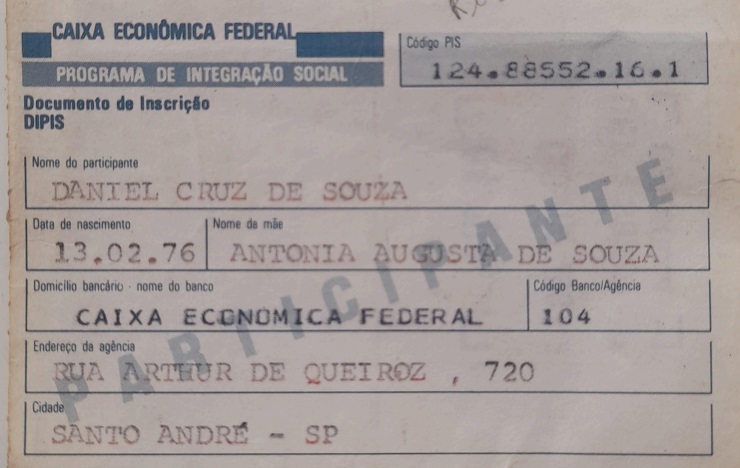 CAIXA ECONÔMICA FEDERAL
PROGRAMA DE INTEGRAÇÃO SOCIAL
Código PIS
124.88552.16.1
Documento de Inscrição
DIPIS
Nome do participante
DANIEL CRUZ DE SOUZA
Data de nascimento
13.02.76
Nome da mãe
ANTONIA AUGUSTA DE SOUZA
Domicílio bancário - nome do banco
CAIXA ECONOMICA FEDERAL
Código Banco/Agência
104
Endereço da agência
RUA ARTHUR DE QUEIROZ , 720
Cidade
SANTO ANDRÉ - SP
PARTICIPANTE